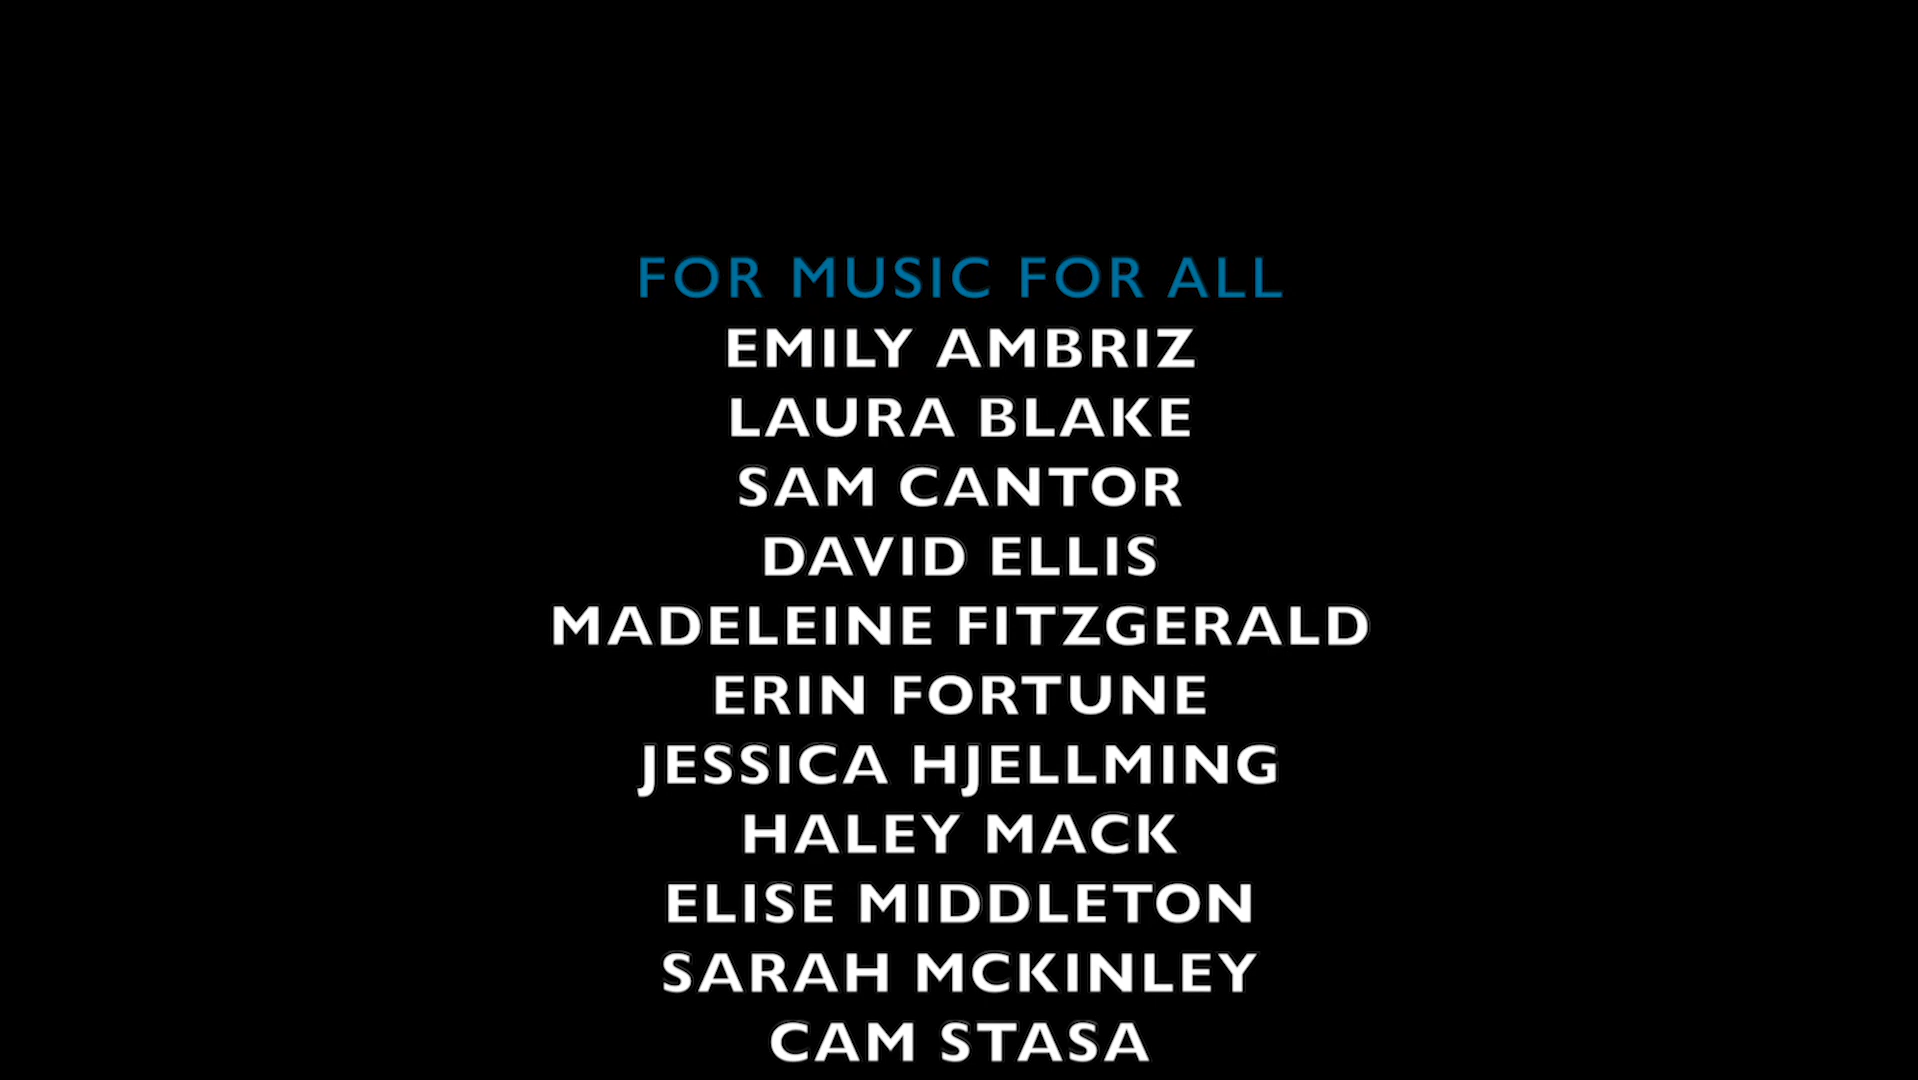 FOR MUSIC FOR ALL
EMILY AMBRIZ
LAURA BLAKE
SAM CANTOR
DAVID ELLIS
MADELEINE FITZGERALD
ERIN FORTUNE
JESSICA HJELLMING
HALEY MACK
ELISE MIDDLETON
SARAH MCKINLEY
CAM STASA